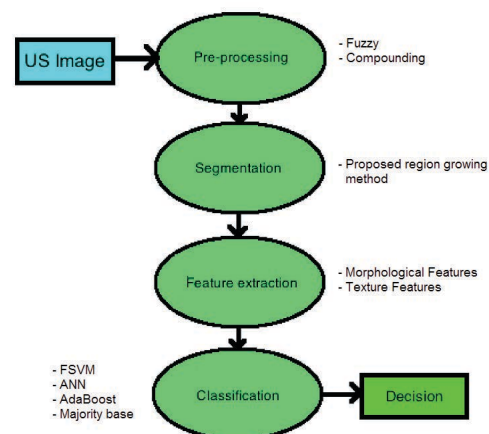 US Image
Pre-processing
- Fuzzy
- Compounding
Segmentation
- Proposed region growing
method
Feature extraction
- Morphological Features
- Texture Features
- FSVM
- ANN
- AdaBoost
- Majority base
Classification
Decision